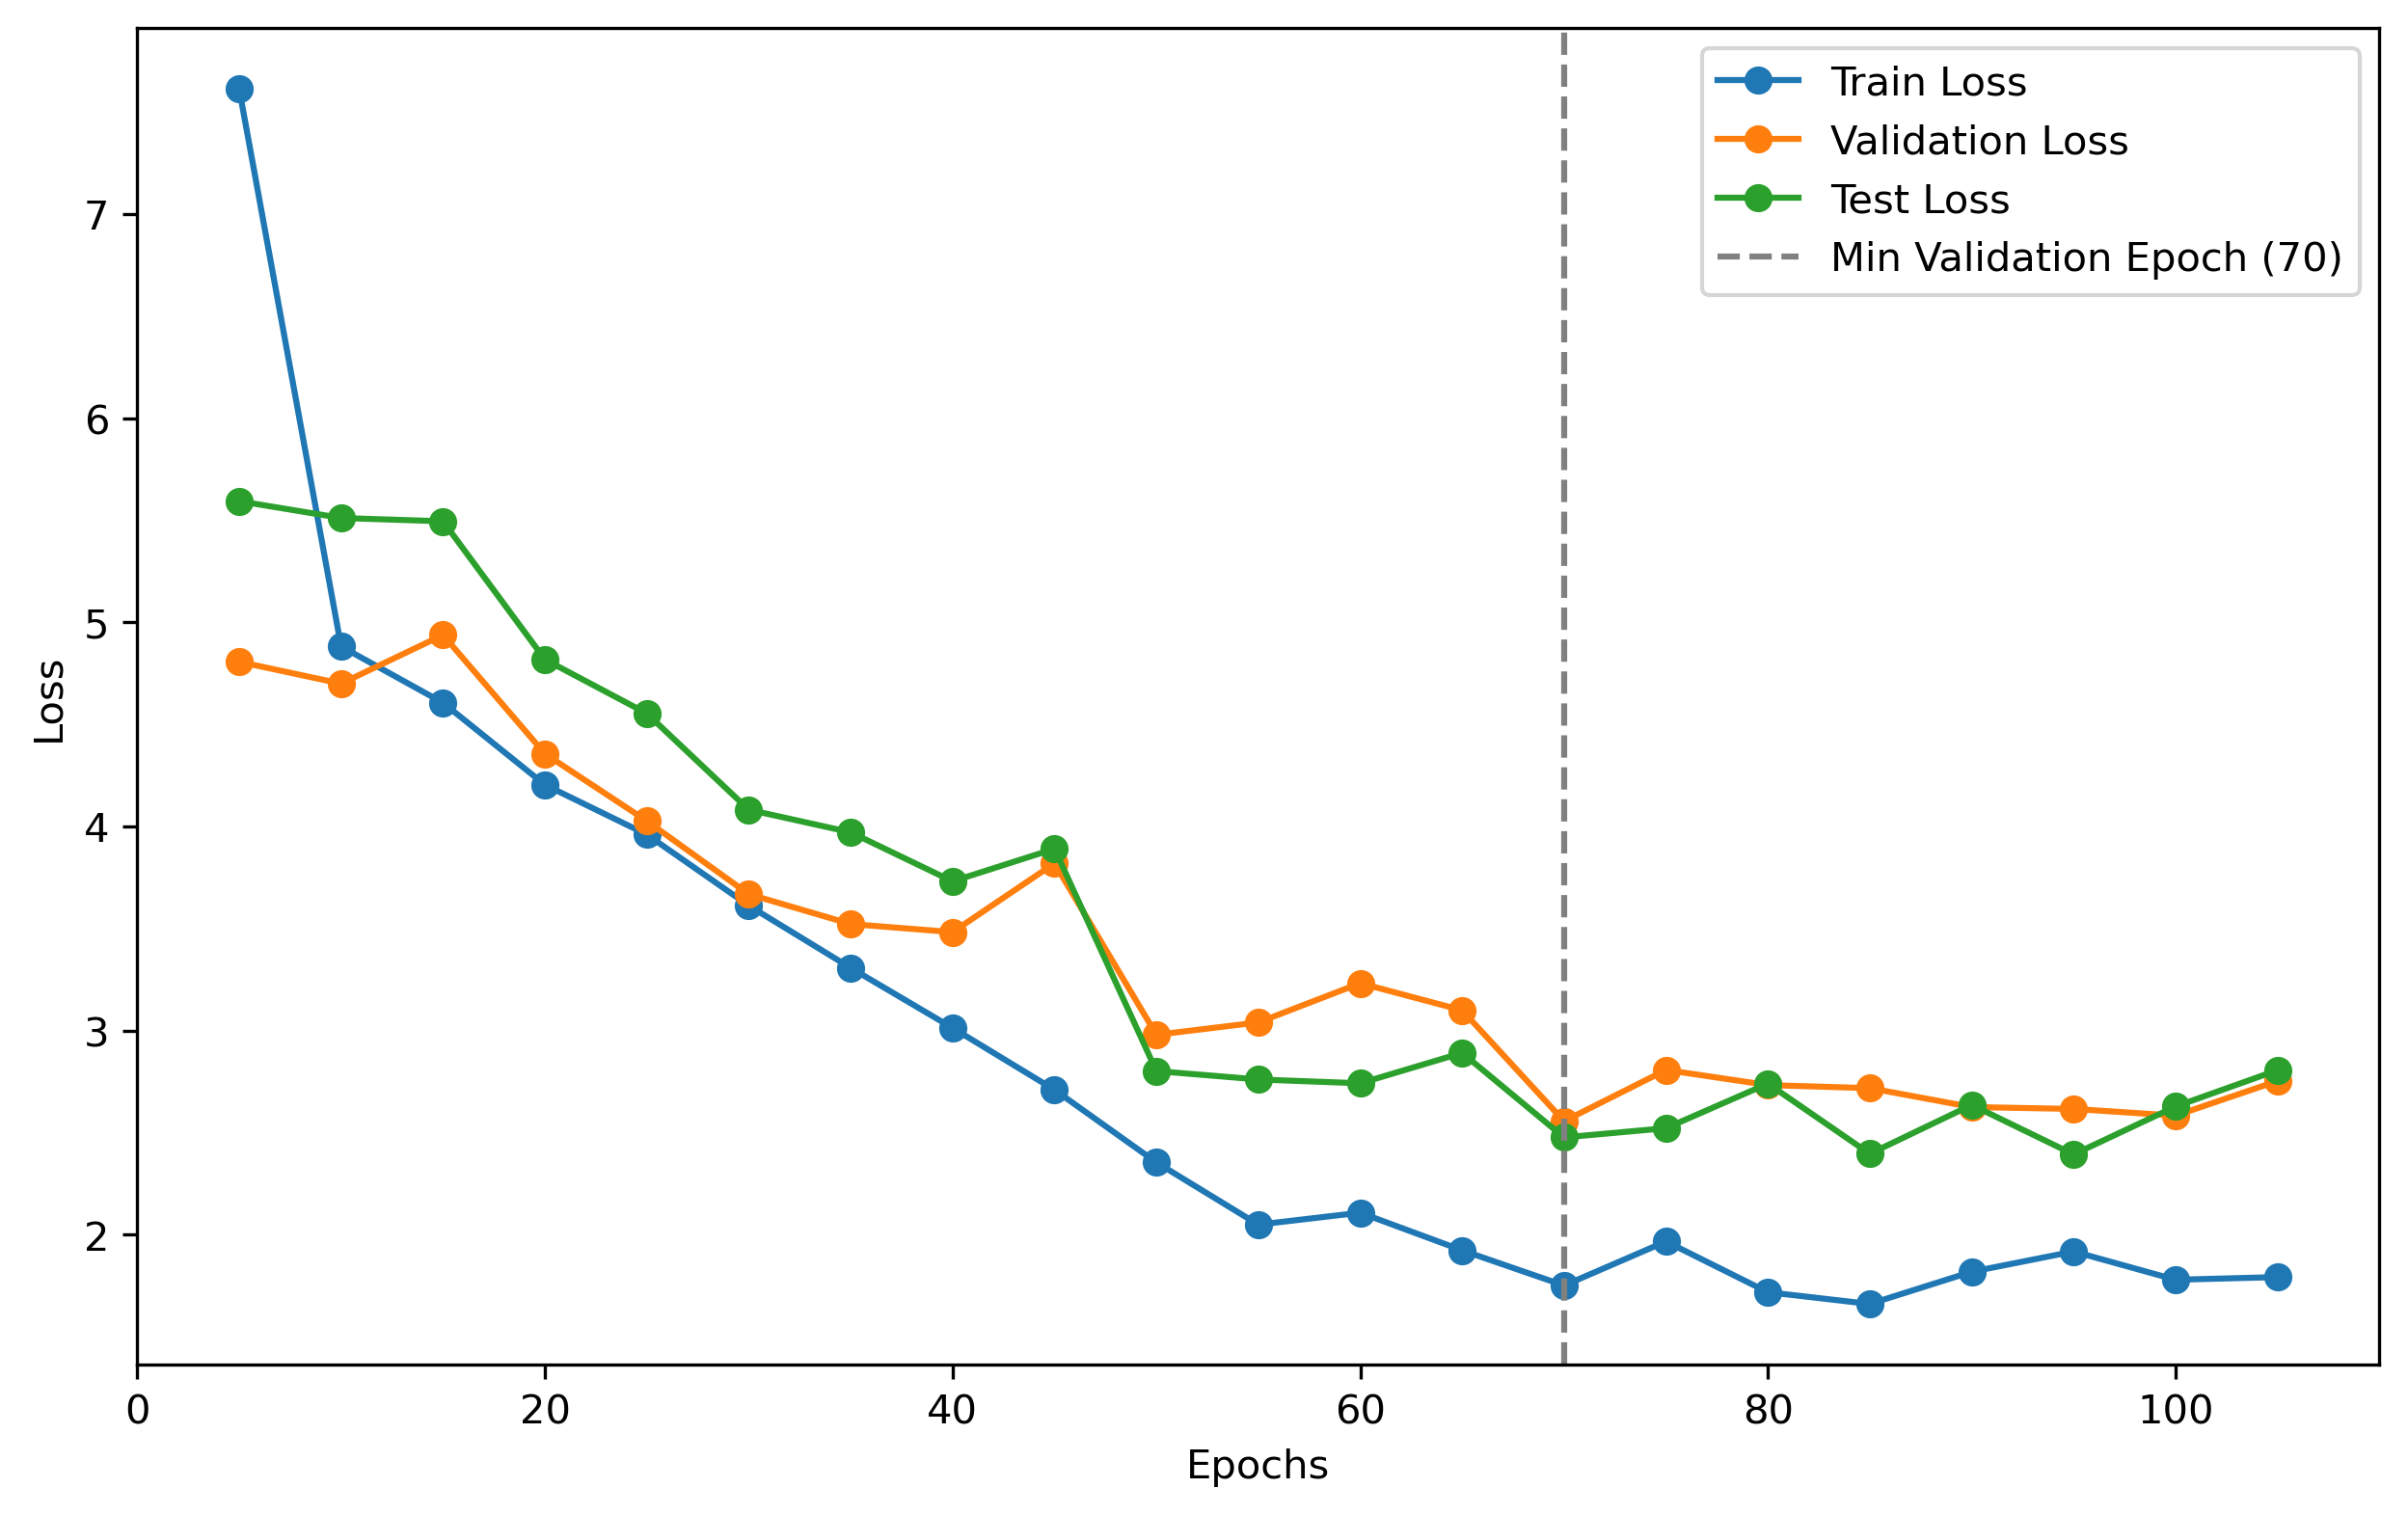 Train Loss
Validation Loss
Test Loss
Min Validation Epoch (70)
7
6
5
4
3
2
Loss
0 20 40 60 80 100
Epochs